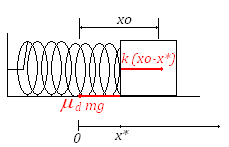 xo
k (xo-x*)
μd mg
0 x*